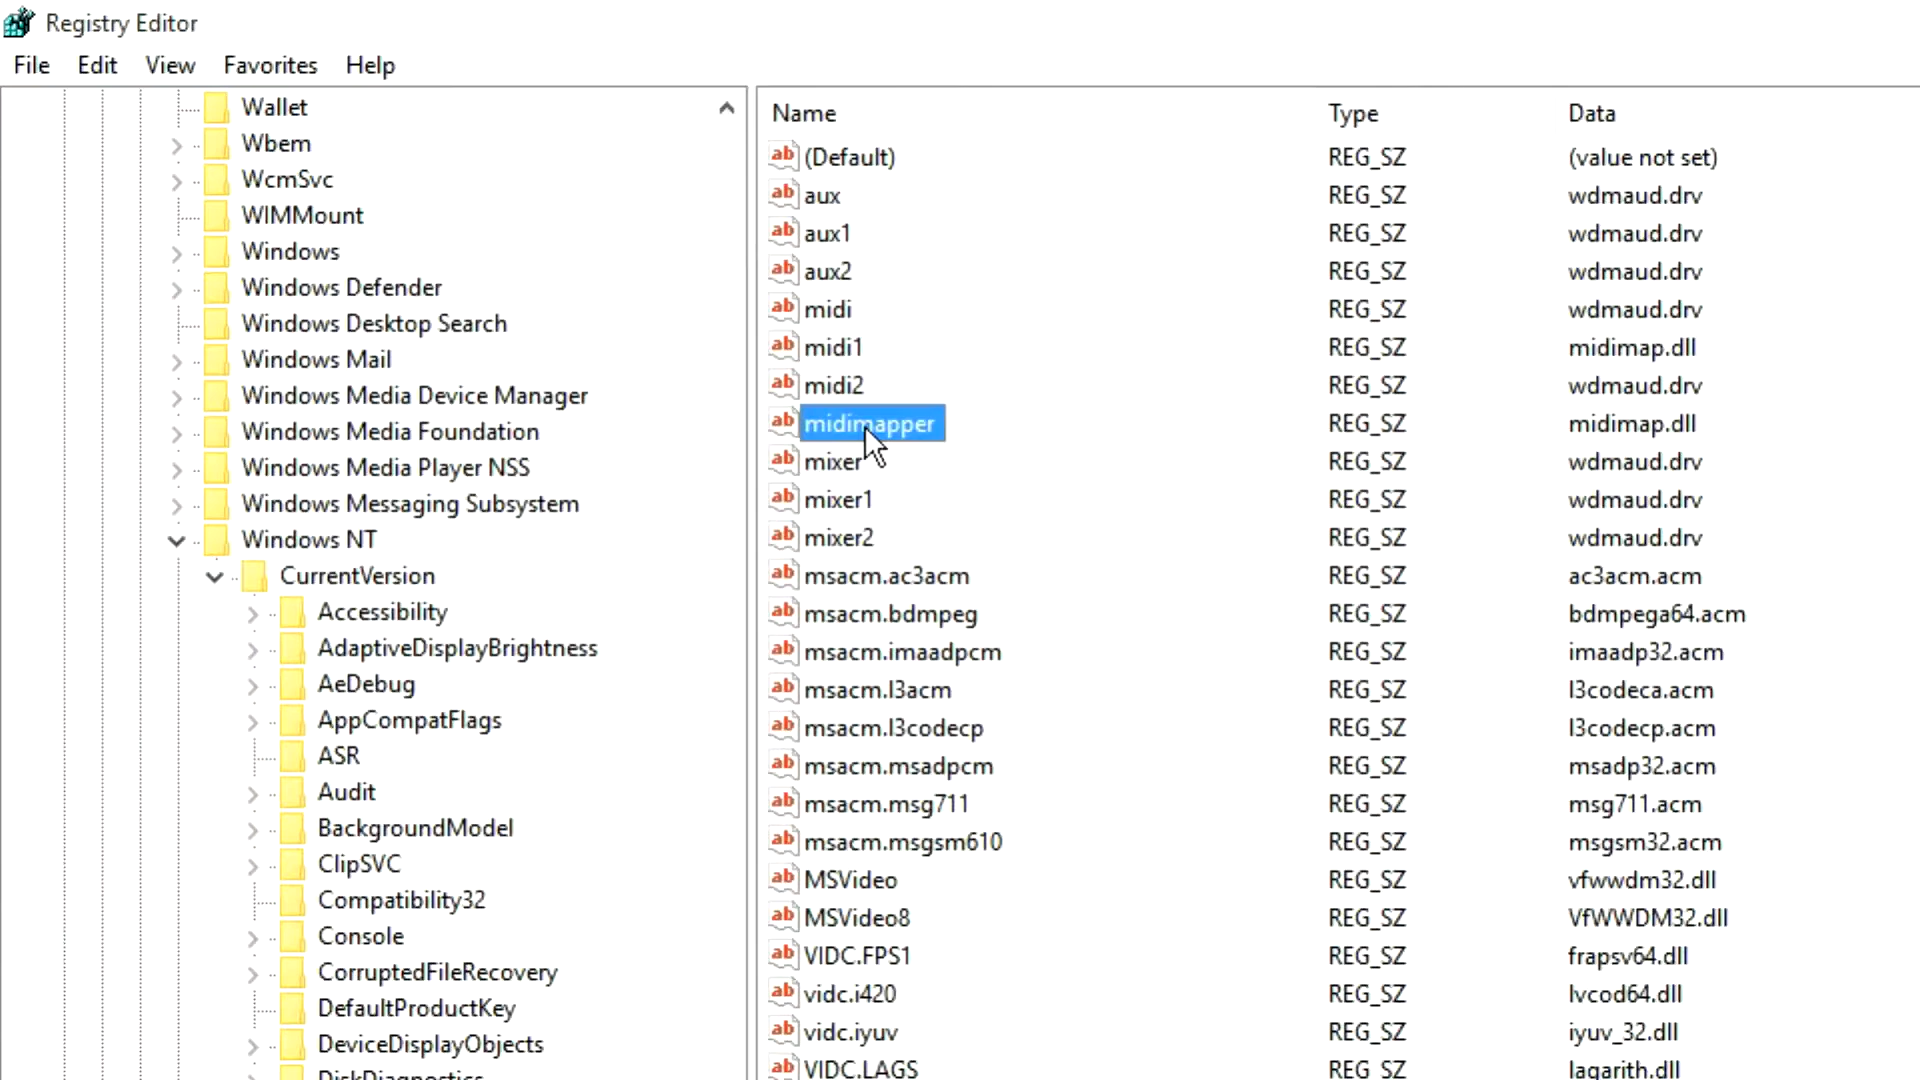 Registry Editor
File Edit View Favorites Help
Wallet
Wbem
WcmSvc
WIMMount
Windows
Windows Defender
Windows Desktop Search
Windows Mail
Windows Media Device Manager
Windows Media Foundation
Windows Media Player NSS
Windows Messaging Subsystem
Windows NT
CurrentVersion
Accessibility
AdaptiveDisplayBrightness
AeDebug
AppCompatFlags
ASR
Audit
BackgroundModel
ClipSVC
Compatibility32
Console
CorruptedFileRecovery
DefaultProductKey
DeviceDisplayObjects
DiskDiagnostics
Name Type Data
(Default) REG_SZ (value not set)
aux REG_SZ wdmaud.drv
aux1 REG_SZ wdmaud.drv
aux2 REG_SZ wdmaud.drv
midi REG_SZ wdmaud.drv
midi1 REG_SZ midimap.dll
midi2 REG_SZ wdmaud.drv
midimapper REG_SZ midimap.dll
mixer REG_SZ wdmaud.drv
mixer1 REG_SZ wdmaud.drv
mixer2 REG_SZ wdmaud.drv
msacm.ac3acm REG_SZ ac3acm.acm
msacm.bdmpeg REG_SZ bdmpega64.acm
msacm.imaadpcm REG_SZ imaadp32.acm
msacm.l3acm REG_SZ l3codeca.acm
msacm.l3codecp REG_SZ l3codecp.acm
msacm.msadpcm REG_SZ msadp32.acm
msacm.msg711 REG_SZ msg711.acm
msacm.msgsm610 REG_SZ msgsm32.acm
MSVideo REG_SZ vfwwdm32.dll
MSVideo8 REG_SZ VfWWDM32.dll
VIDC.FPS1 REG_SZ frapsv64.dll
vidc.i420 REG_SZ lvcod64.dll
vidc.iyuv REG_SZ iyuv_32.dll
VIDC.LAGS REG_SZ lagarith.dll